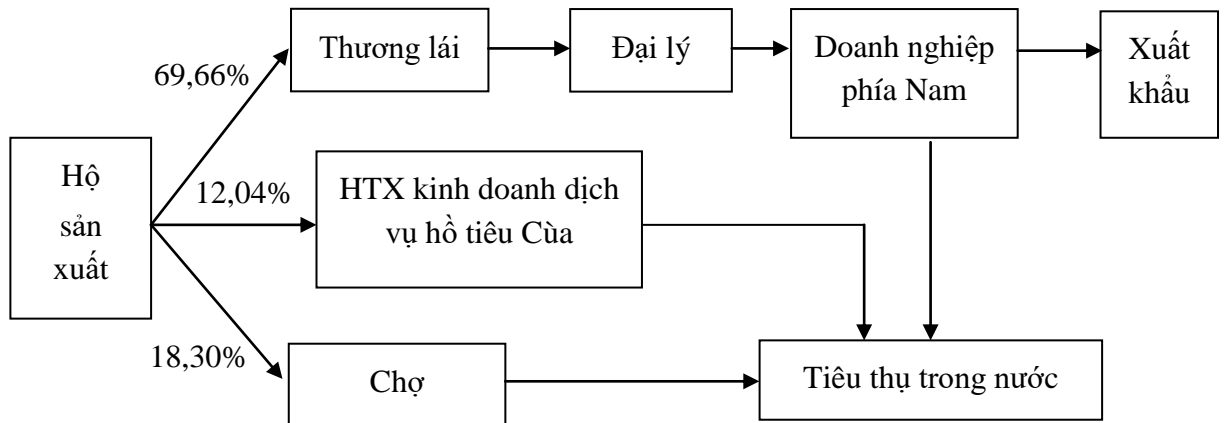 Thương lái
Đại lý
Doanh nghiệp
phía Nam
Xuất
khẩu
69,66%
Hộ
sản
xuất
12,04%
HTX kinh doanh dịch
vụ hồ tiêu Cùa
18,30%
Chợ
Tiêu thụ trong nước